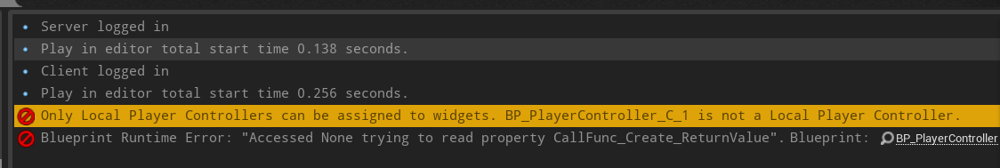 Server logged in
Play in editor total start time 0.138 seconds.
Client logged in
Play in editor total start time 0.256 seconds.
Only Local Player Controllers can be assigned to widgets. BP_PlayerController_C_1 is not a Local Player Controller.
Blueprint Runtime Error: "Accessed None trying to read property CallFunc_Create_ReturnValue". Blueprint: BP_PlayerController